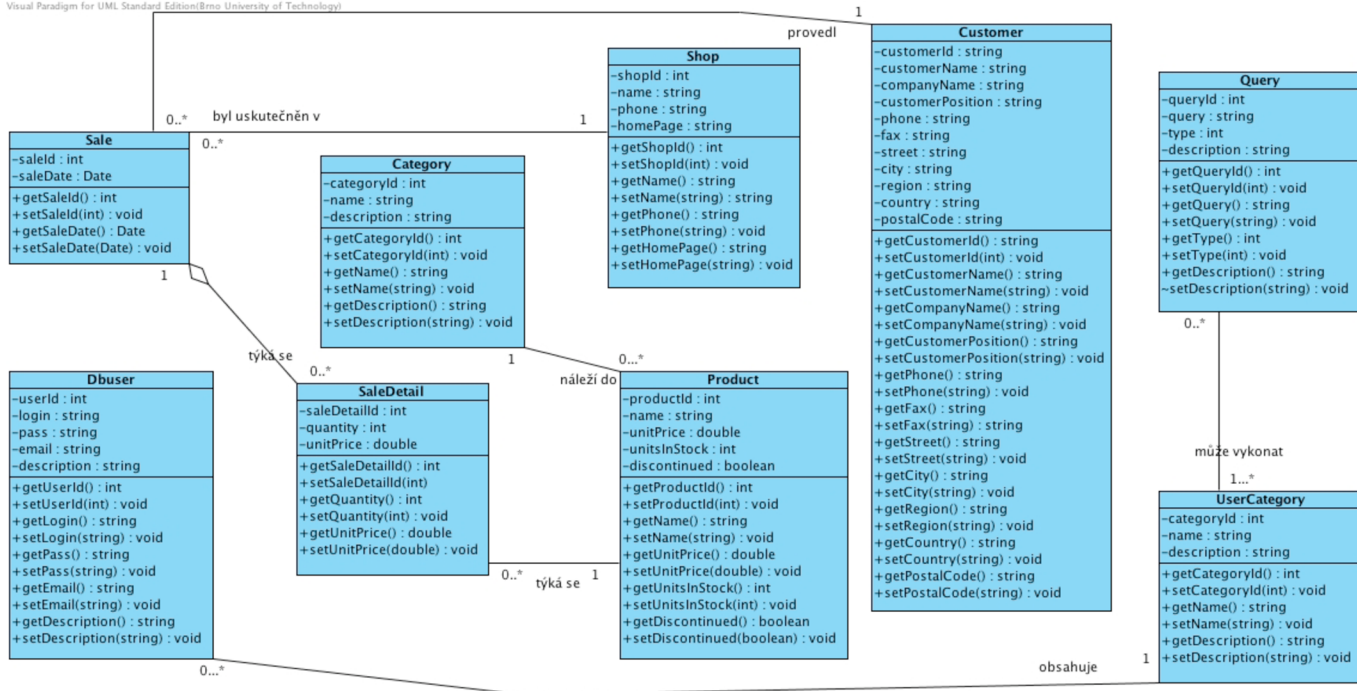 Visual Paradigm for UML Standard Edition(Brno University of Technology)
1
provedl
0..*
byl uskutečněn v
0..*
1
Sale
-saleId : int
-saleDate : Date
+getSaleId() : int
+setSaleId(int) : void
+getSaleDate() : Date
+setSaleDate(Date) : void
1
Shop
-shopId : int
-name : string
-phone : string
-homePage : string
+getShopId() : int
+setShopId(int) : void
+getName() : string
+setName(string) : string
+getPhone() : string
+setPhone(string) : void
+getHomePage() : string
+setHomePage(string) : void
Category
-categoryId : int
-name : string
-description : string
+getCategoryId() : int
+setCategoryId(int) : void
+getName() : string
+setName(string) : void
+getDescription() : string
+setDescription(string) : void
1
0...*
náleží do
týká se
0..*
Customer
-customerId : string
-customerName : string
-companyName : string
-customerPosition : string
-phone : string
-fax : string
-street : string
-city : string
-region : string
-country : string
-postalCode : string
+getCustomerId() : string
+setCustomerId(int) : void
+getCustomerName() : string
+setCustomerName(string) : void
+getCompanyName() : string
+setCompanyName(string) : void
+getCustomerPosition() : string
+setCustomerPosition(string) : void
+getPhone() : string
+setPhone(string) : void
+getFax() : string
+setFax(string) : void
+getStreet() : string
+setStreet(string) : void
+getCity() : string
+setCity(string) : void
+getRegion() : string
+setRegion(string) : void
+getCountry() : string
+setCountry(string) : void
+getPostalCode() : string
+setPostalCode(string) : void
Query
-queryId : int
-query : string
-type : int
-description : string
+getQueryId() : int
+setQueryId(int) : void
+getQuery() : string
+setQuery(string) : void
+getType() : int
+setType(int) : void
+getDescription() : string
~setDescription(string) : void
0..*
může vykonat
1...*
Dbuser
-userId : int
-login : string
-pass : string
-email : string
-description : string
+getUserId() : int
+setUserId(int) : void
+getLogin() : string
+setLogin(string) : void
+getPass() : string
+setPass(string) : void
+getEmail() : string
+setEmail(string) : void
+getDescription() : string
+setDescription(string) : void
0...*
SaleDetail
-saleDetailId : int
-quantity : int
-unitPrice : double
+getSaleDetailId() : int
+setSaleDetailId(int)
+getQuantity() : int
+setQuantity(int) : void
+getUnitPrice() : double
+setUnitPrice(double) : void
0..*
týká se
1
Product
-productId : int
-name : string
-unitPrice : double
-unitsInStock : int
-discontinued : boolean
+getProductId() : int
+setProductId(int) : void
+getName() : string
+setName(string) : void
+getUnitPrice() : double
+setUnitPrice(double) : void
+getUnitsInStock() : int
+setUnitsInStock(int) : void
+getDiscontinued() : boolean
+setDiscontinued(boolean) : void
UserCategory
-categoryId : int
-name : string
-description : string
+getCategoryId() : int
+setCategoryId(int) : void
+getName() : string
+setName(string) : void
+getDescription() : string
+setDescription(string) : void
obsahuje
1